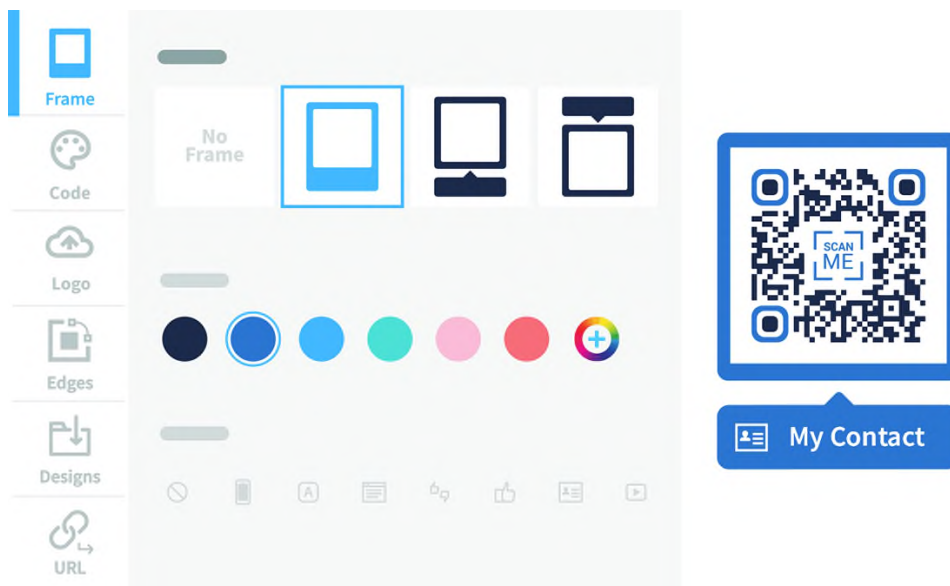 Frame
Code
Logo
Edges
Designs
URL
No
Frame
A
SCAN
ME
My Contact